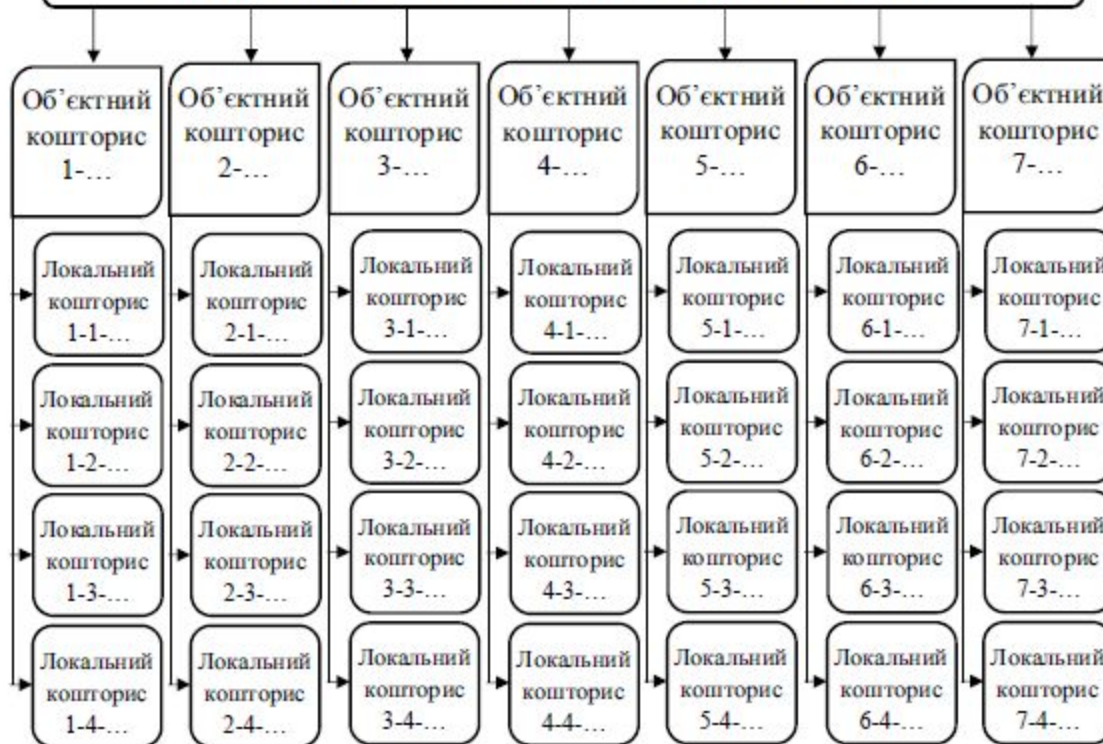 Об’єктний
кошторис
1-…
Об’єктний
кошторис
2-…
Об’єктний
кошторис
3-…
Об’єктний
кошторис
4-…
Об’єктний
кошторис
5-…
Об’єктний
кошторис
6-…
Об’єктний
кошторис
7-…
Локальний
кошторис
1-1-…
Локальний
кошторис
2-1-…
Локальний
кошторис
3-1-…
Локальний
кошторис
4-1-…
Локальний
кошторис
5-1-…
Локальний
кошторис
6-1-…
Локальний
кошторис
7-1-…
Локальний
кошторис
1-2-…
Локальний
кошторис
2-2-…
Локальний
кошторис
3-2-…
Локальний
кошторис
4-2-…
Локальний
кошторис
5-2-…
Локальний
кошторис
6-2-…
Локальний
кошторис
7-2-…
Локальний
кошторис
1-3-…
Локальний
кошторис
2-3-…
Локальний
кошторис
3-3-…
Локальний
кошторис
4-3-…
Локальний
кошторис
5-3-…
Локальний
кошторис
6-3-…
Локальний
кошторис
7-3-…
Локальний
кошторис
1-4-…
Локальний
кошторис
2-4-…
Локальний
кошторис
3-4-…
Локальний
кошторис
4-4-…
Локальний
кошторис
5-4-…
Локальний
кошторис
6-4-…
Локальний
кошторис
7-4-…